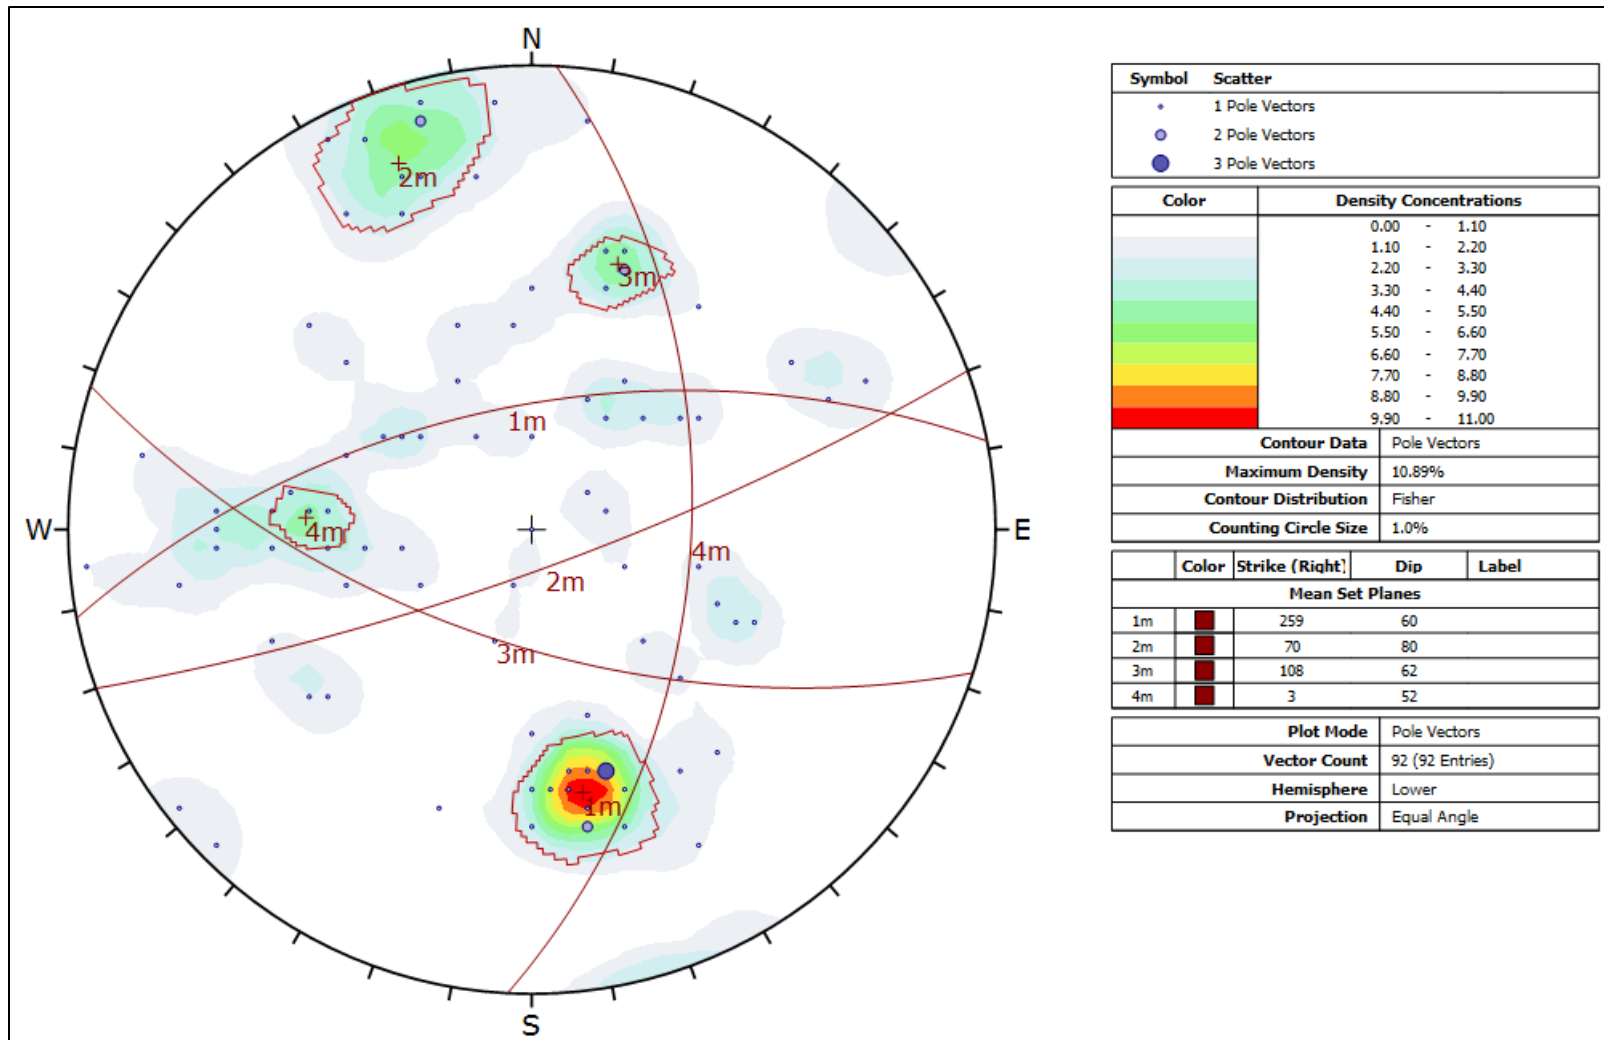 N
W
E
S
2m
3m
1m
4m
4m
2m
3m
1m
Symbol Scatter
1 Pole Vectors
2 Pole Vectors
3 Pole Vectors
Color Density Concentrations
0.00 - 1.10
1.10 - 2.20
2.20 - 3.30
3.30 - 4.40
4.40 - 5.50
5.50 - 6.60
6.60 - 7.70
7.70 - 8.80
8.80 - 9.90
9.90 - 11.00
Contour Data Pole Vectors
Maximum Density 10.89%
Contour Distribution Fisher
Counting Circle Size 1.0%
Color Strike (Right) Dip Label
Mean Set Planes
1m 259 60
2m 70 80
3m 108 62
4m 3 52
Plot Mode Pole Vectors
Vector Count 92 (92 Entries)
Hemisphere Lower
Projection Equal Angle